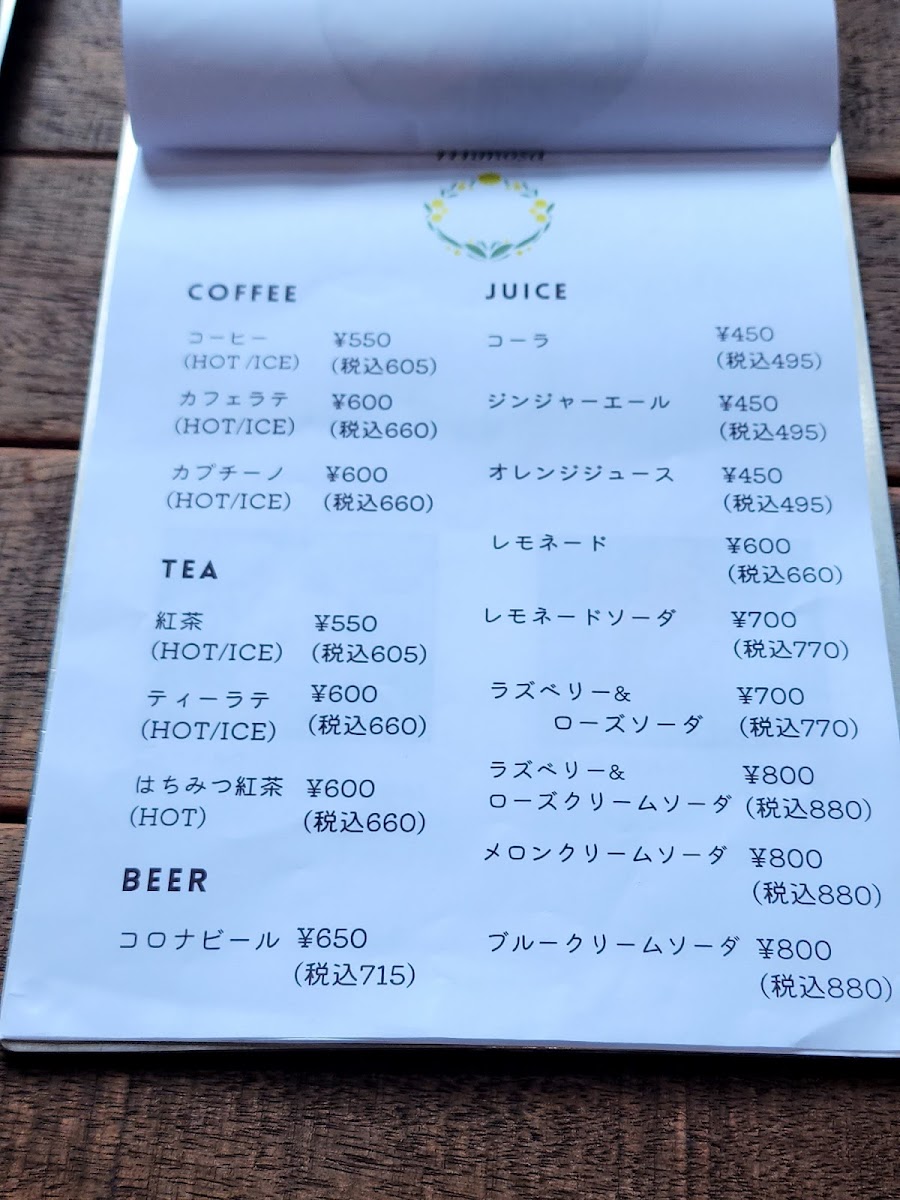 COFFEE
コーヒー ¥550
(HOT /ICE) (税込605)
カフェラテ ¥600
(HOT/ICE) (税込660)
カプチーノ ¥600
(HOT/ICE) (税込660)
TEA
紅茶 ¥550
(HOT/ICE) (税込605)
ティーラテ ¥600
(HOT/ICE) (税込660)
はちみつ紅茶 ¥600
(HOT) (税込660)
BEER
コロナビール ¥650
(税込715)
JUICE
コーラ ¥450
(税込495)
ジンジャーエール ¥450
(税込495)
オレンジジュース ¥450
(税込495)
レモネード ¥600
(税込660)
レモネードソーダ ¥700
(税込770)
ラズベリー& ¥700
ローズソーダ (税込770)
ラズベリー& ¥800
ローズクリームソーダ (税込880)
メロンクリームソーダ ¥800
(税込880)
ブルークリームソーダ ¥800
(税込880)